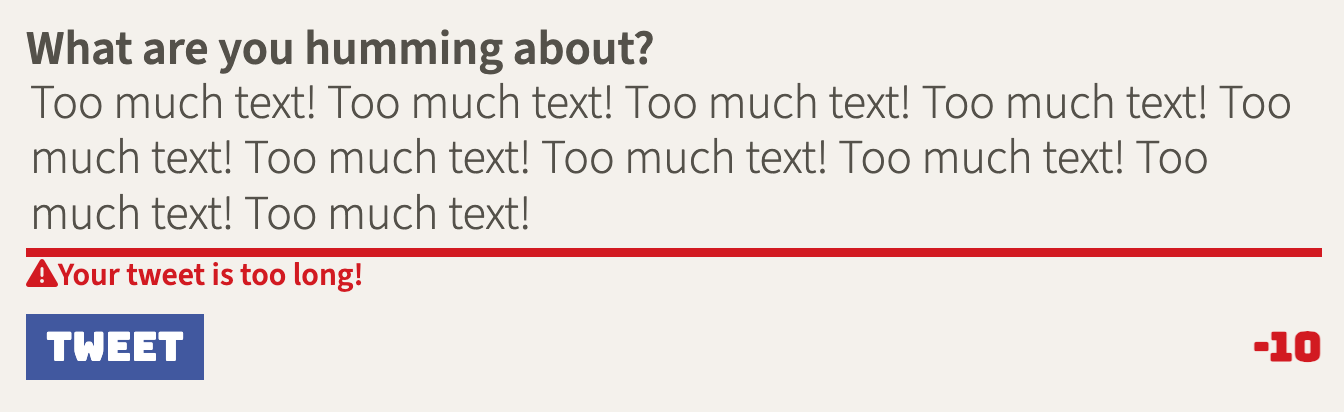 What are you humming about?
Too much text! Too much text! Too much text! Too much text! Too
much text! Too much text! Too much text! Too much text! Too
much text! Too much text!
Your tweet is too long!
TWEET
-10